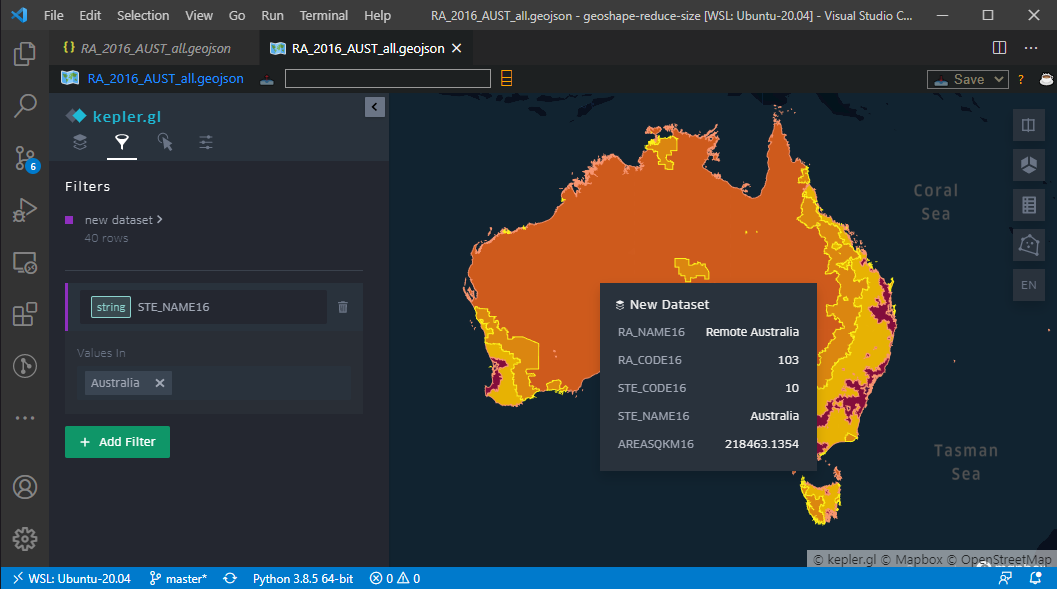 File Edit Selection View Go Run Terminal Help RA_2016_AUST_all.geojson - geoshape-reduce-size [WSL: Ubuntu-20.04] - Visual Studio C...
{} RA_2016_AUST_all.geojson RA_2016_AUST_all.geojson
RA_2016_AUST_all.geojson Save ?
kepler.gl
6
Filters
new dataset
40 rows
string STE_NAME16
Values In
Australia
+ Add Filter
Coral
Sea
EN
New Dataset
RA_NAME16 Remote Australia
RA_CODE16 103
STE_CODE16 10
STE_NAME16 Australia
AREASQKM16 218463.1354
Tasman
Sea
© kepler.gl © Mapbox © OpenStreetMap
WSL: Ubuntu-20.04 master* Python 3.8.5 64-bit 0 0